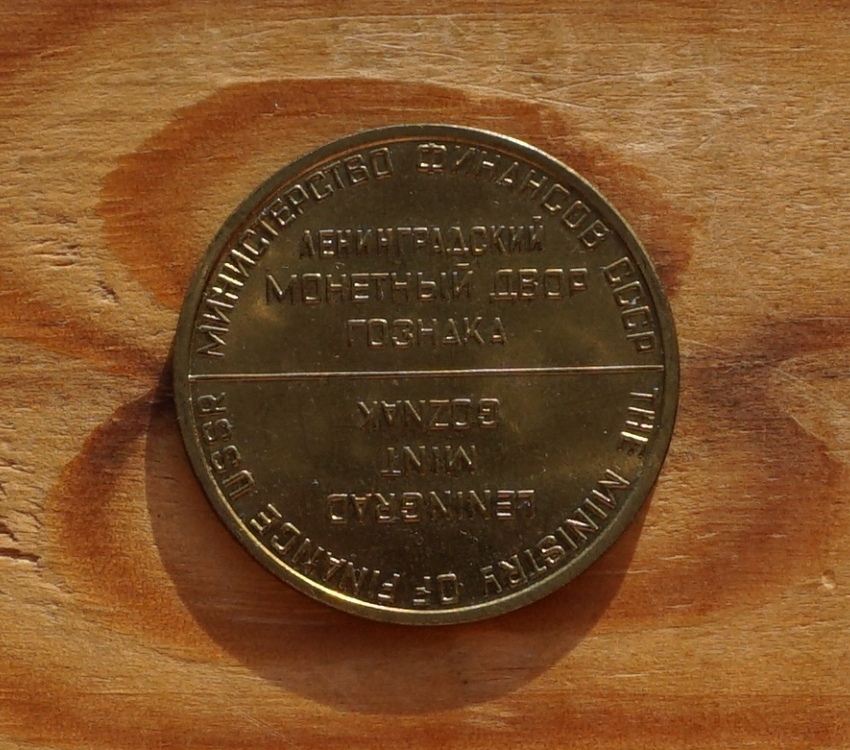 МИНИСТЕРСТВО ФИНАНСОВ СССР
ЛЕНИНГРАДСКИЙ
МОНЕТНЫЙ ДВОР
ГОЗНАКА
THE MINISTRY OF FINANCE USSR
LENINGRAD
MINT
GOZNAK